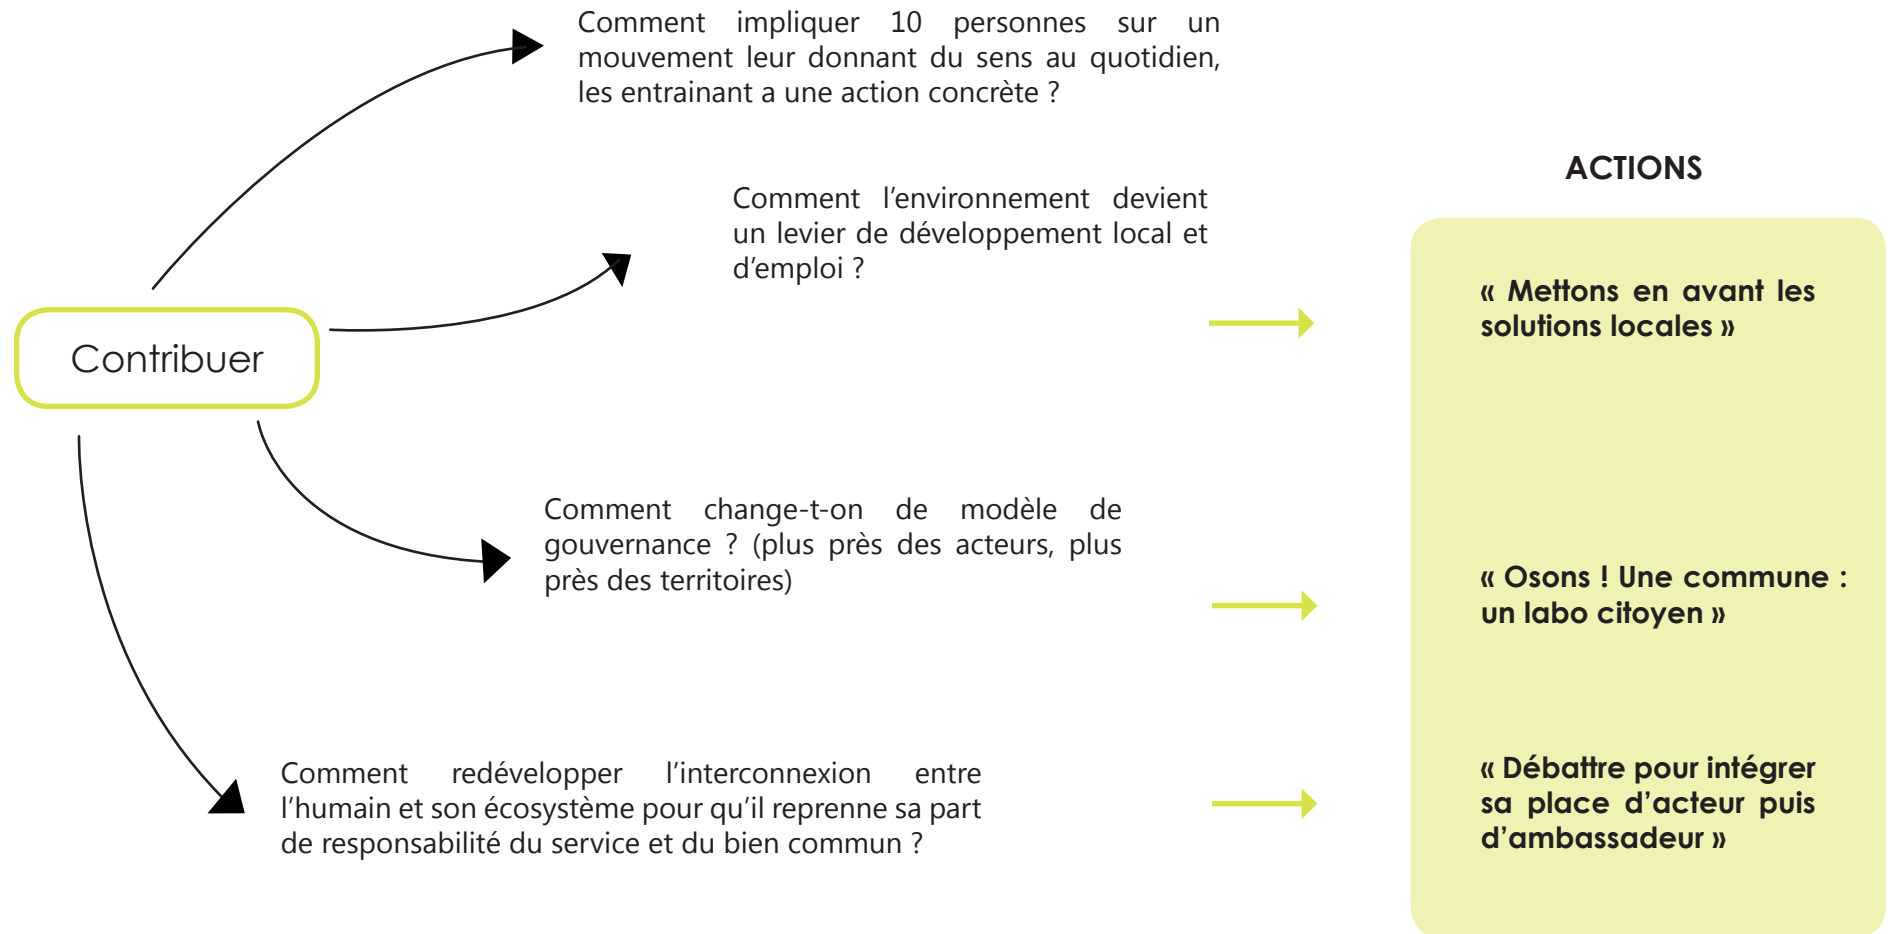 Comment impliquer 10 personnes sur un
mouvement leur donnant du sens au quotidien,
les entrainant a une action concrète ?
ACTIONS
Comment l'environnement devient
un levier de développement local et
d'emploi ?
« Mettons en avant les
solutions locales »
Contribuer
Comment change-t-on de modèle de
gouvernance ? (plus près des acteurs, plus
près des territoires)
« Osons ! Une commune :
un labo citoyen »
Comment redévelopper l'interconnexion entre
l'humain et son écosystème pour qu'il reprenne sa part
de responsabilité du service et du bien commun ?
« Débattre pour intégrer
sa place d'acteur puis
d'ambassadeur »